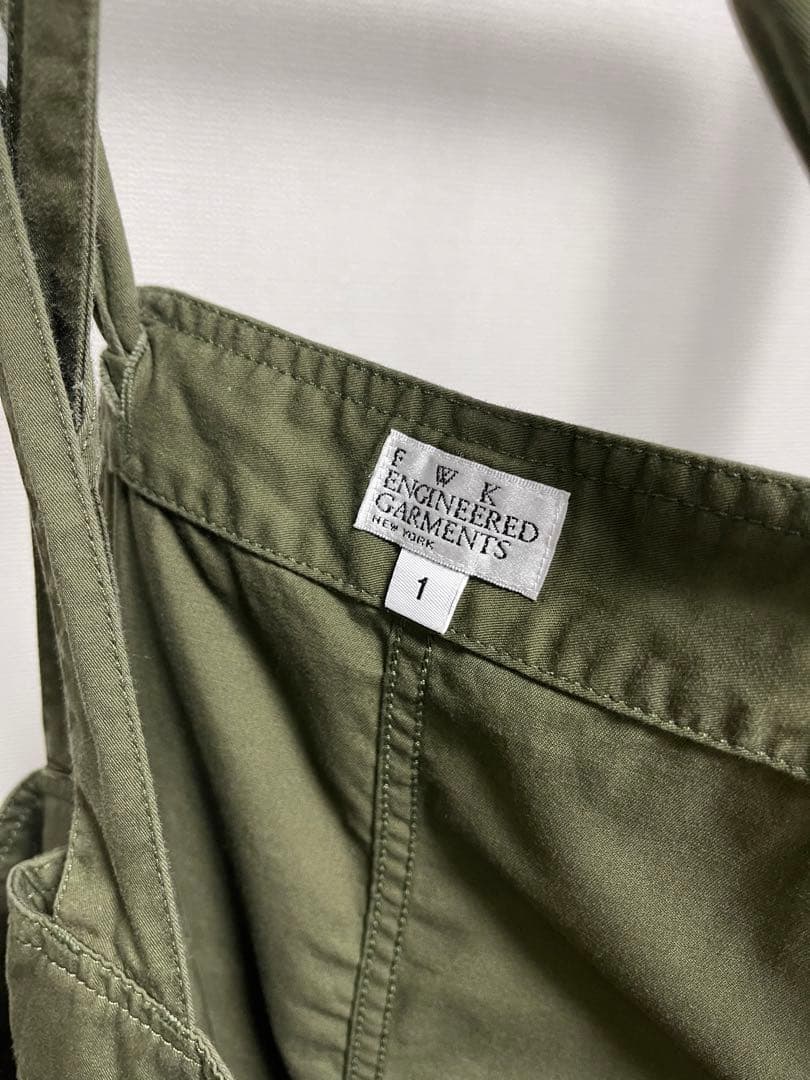 F W K
ENGINEERED
GARMENTS
NEW YORK
1